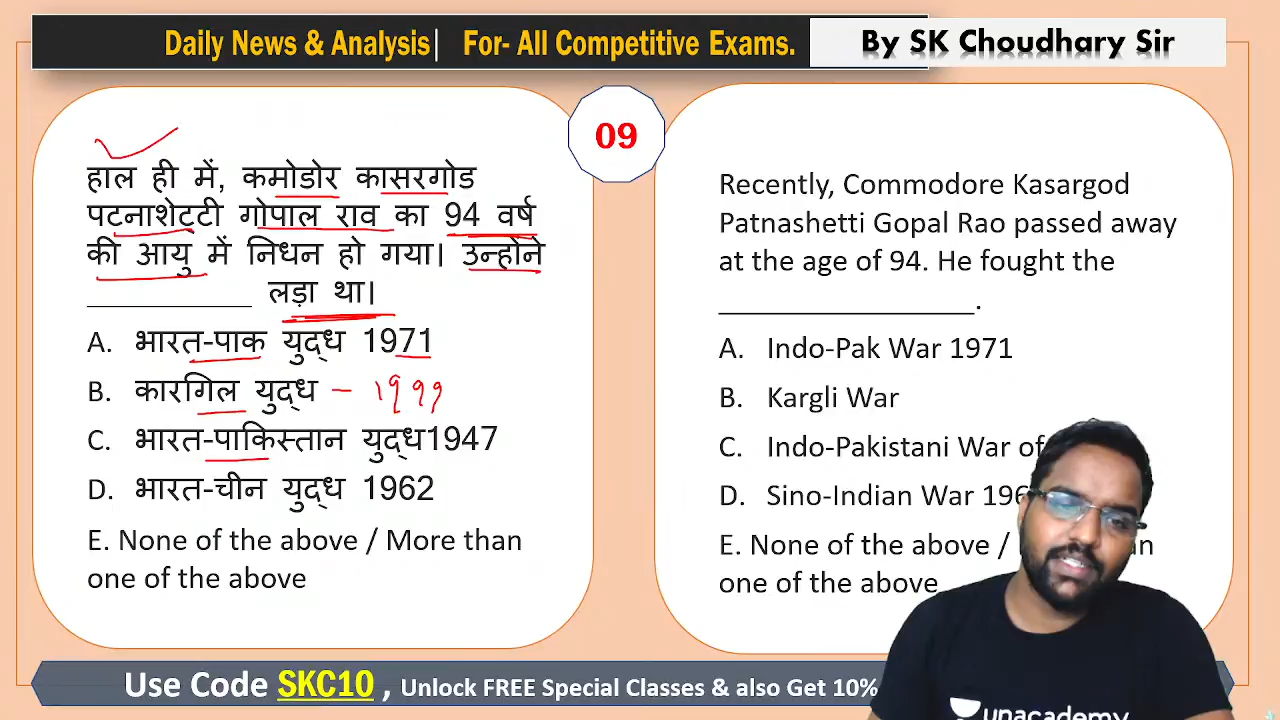 Daily News & Analysis| For- All Competitive Exams.
By SK Choudhary Sir
09
हाल ही में, कमोडोर कासरगोड
पटनाशेटटी गोपाल राव का 94 वर्ष
की आयु में निधन हो गया। उन्होंने
___________ लड़ा था।
A. भारत-पाक युद्ध 1971
B. कारगिल युद्ध - 1999
C. भारत-पाकिस्तान युद्ध1947
D. भारत-चीन युद्ध 1962
E. None of the above / More than
one of the above
Recently, Commodore Kasargod
Patnashetti Gopal Rao passed away
at the age of 94. He fought the
_________________.
A. Indo-Pak War 1971
B. Kargli War
C. Indo-Pakistani War of
D. Sino-Indian War 196
E. None of the above / an
one of the above
Use Code SKC10 , Unlock FREE Special Classes & also Get 10%
unacademy